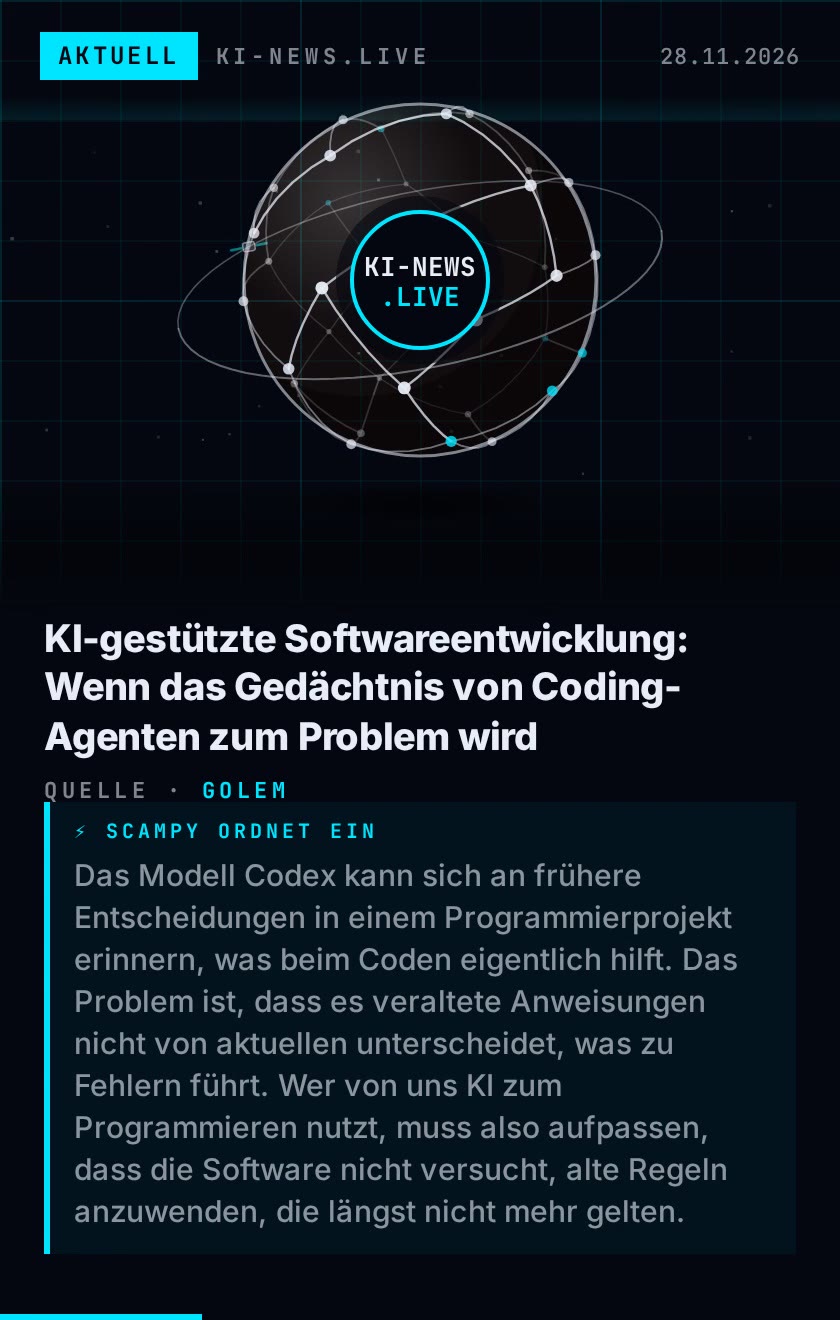 AKTUELL KI-NEWS.LIVE 28.11.2026
KI-NEWS
.LIVE
KI-gestützte Softwareentwicklung:
Wenn das Gedächtnis von Coding-
Agenten zum Problem wird
QUELLE · GOLEM
⚡ SCAMPY ORDNET EIN
Das Modell Codex kann sich an frühere
Entscheidungen in einem Programmierprojekt
erinnern, was beim Coden eigentlich hilft. Das
Problem ist, dass es veraltete Anweisungen
nicht von aktuellen unterscheidet, was zu
Fehlern führt. Wer von uns KI zum
Programmieren nutzt, muss also aufpassen,
dass die Software nicht versucht, alte Regeln
anzuwenden, die längst nicht mehr gelten.